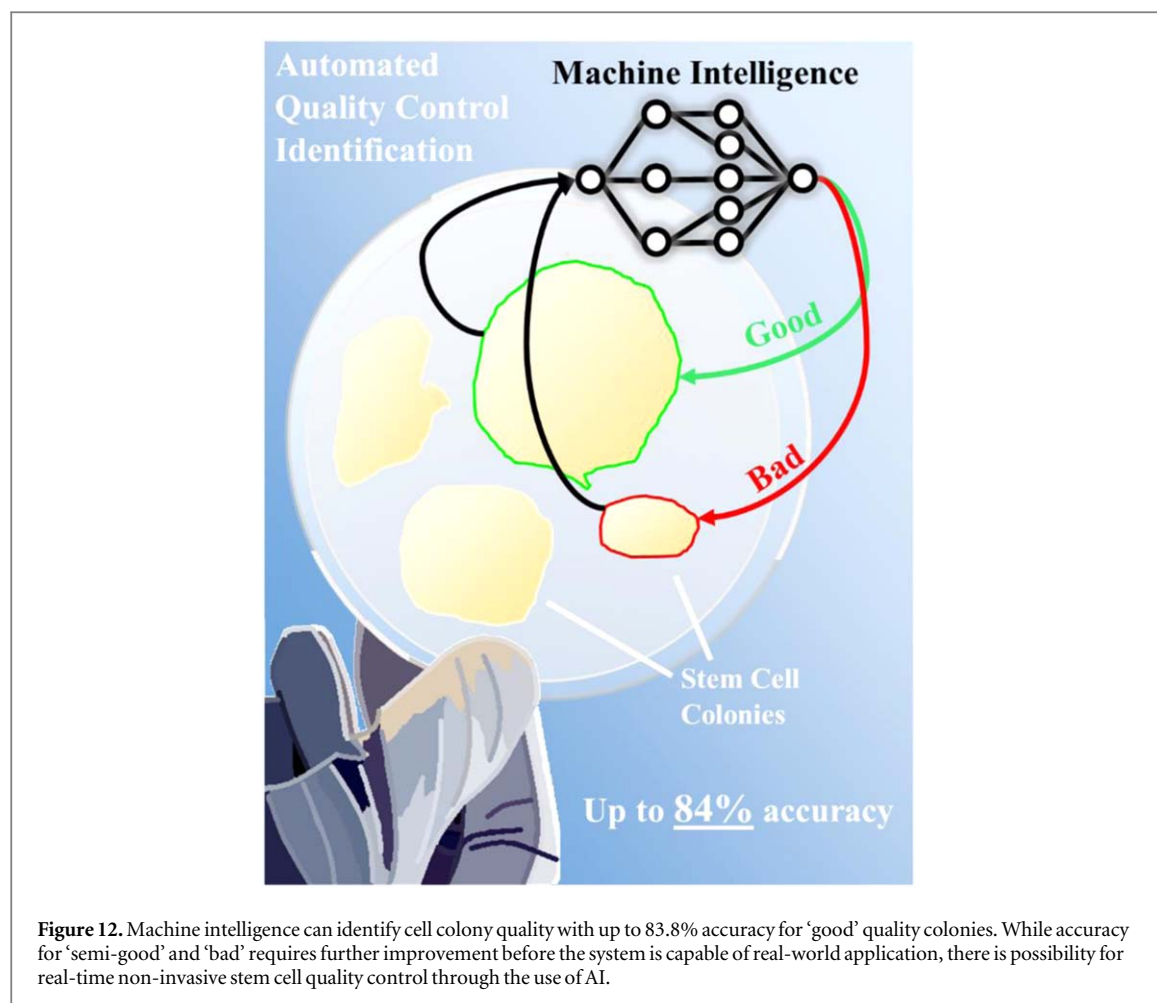 Automated
Quality Control
Identification
Machine Intelligence
Good
Bad
Stem Cell
Colonies
Up to 84% accuracy
Figure 12. Machine intelligence can identify cell colony quality with up to 83.8% accuracy for ‘good’ quality colonies. While accuracy
for ‘semi-good’ and ‘bad’ requires further improvement before the system is capable of real-world application, there is possibility for
real-time non-invasive stem cell quality control through the use of AI.